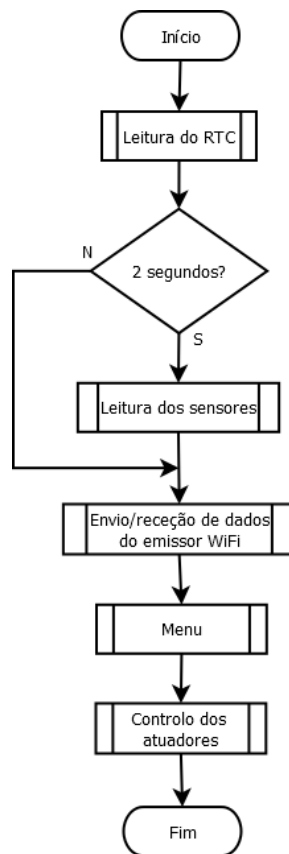 Início
Leitura do RTC
N
2 segundos?
S
Leitura dos sensores
Envio/receção de dados
do emissor WiFi
Menu
Controlo dos
atuadores
Fim